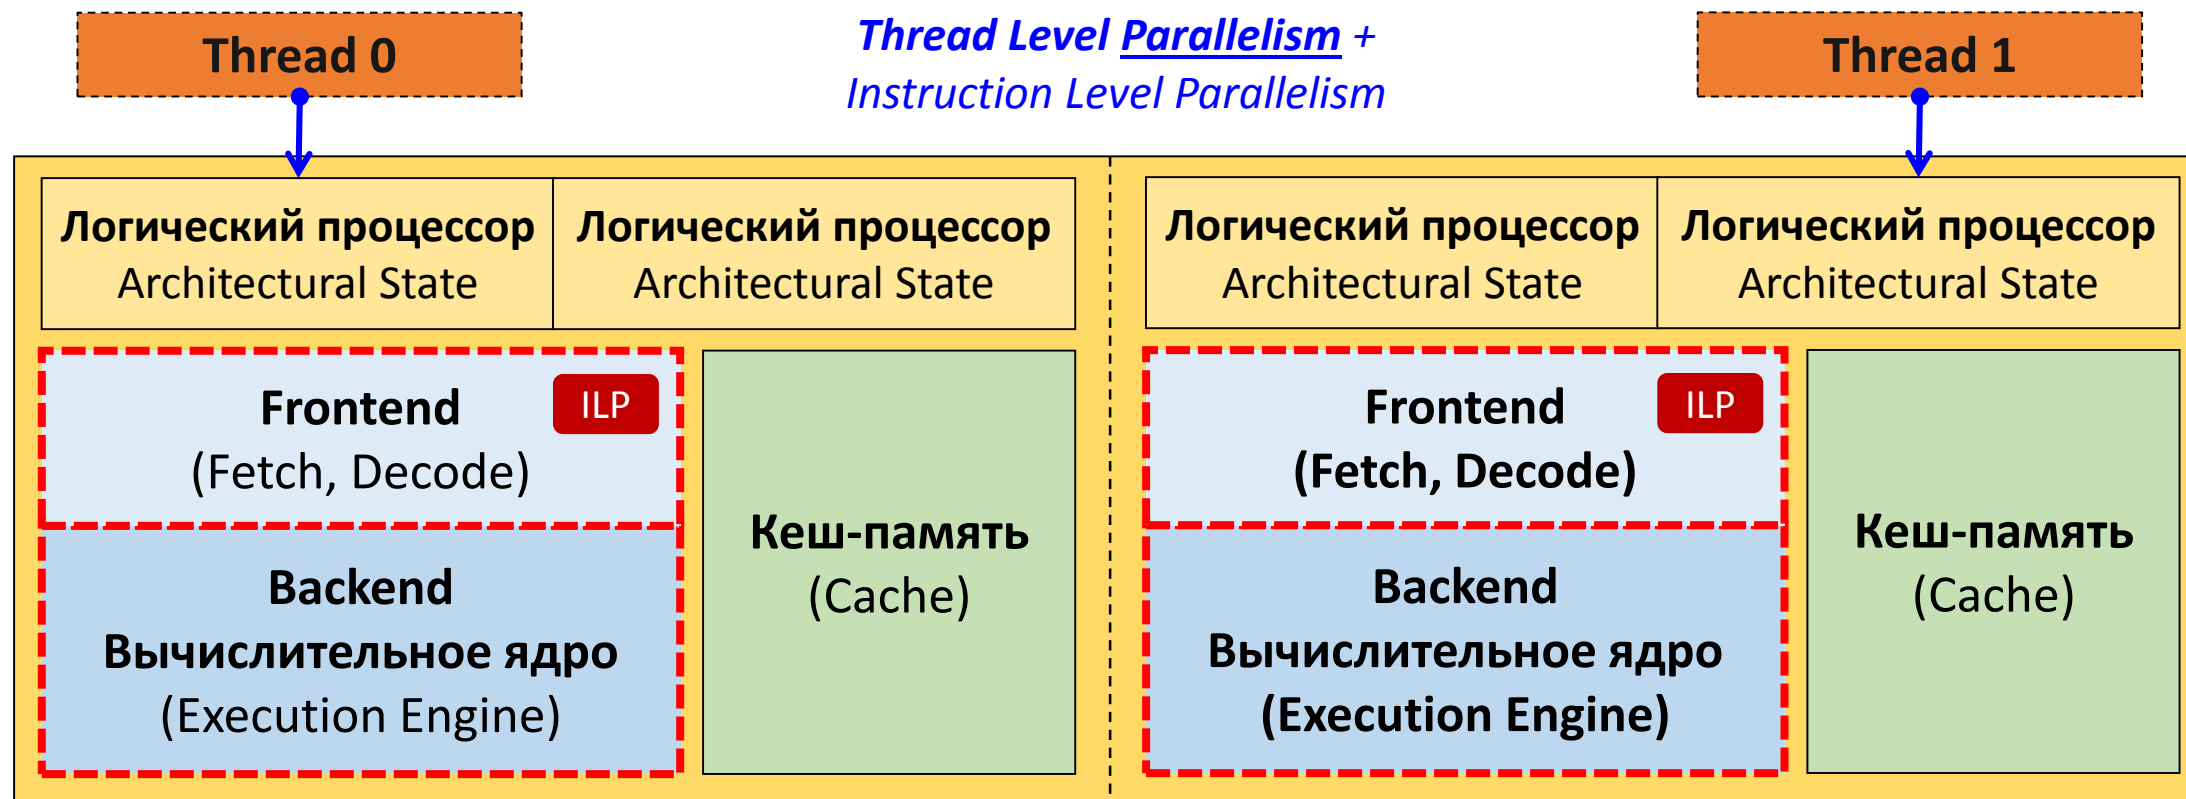 Thread 0
Thread Level Parallelism +
Instruction Level Parallelism
Thread 1
Логический процессор
Architectural State
Логический процессор
Architectural State
Логический процессор
Architectural State
Логический процессор
Architectural State
Frontend
(Fetch, Decode)
ILP
Backend
Вычислительное ядро
(Execution Engine)
Кеш-память
(Cache)
Frontend
(Fetch, Decode)
ILP
Backend
Вычислительное ядро
(Execution Engine)
Кеш-память
(Cache)